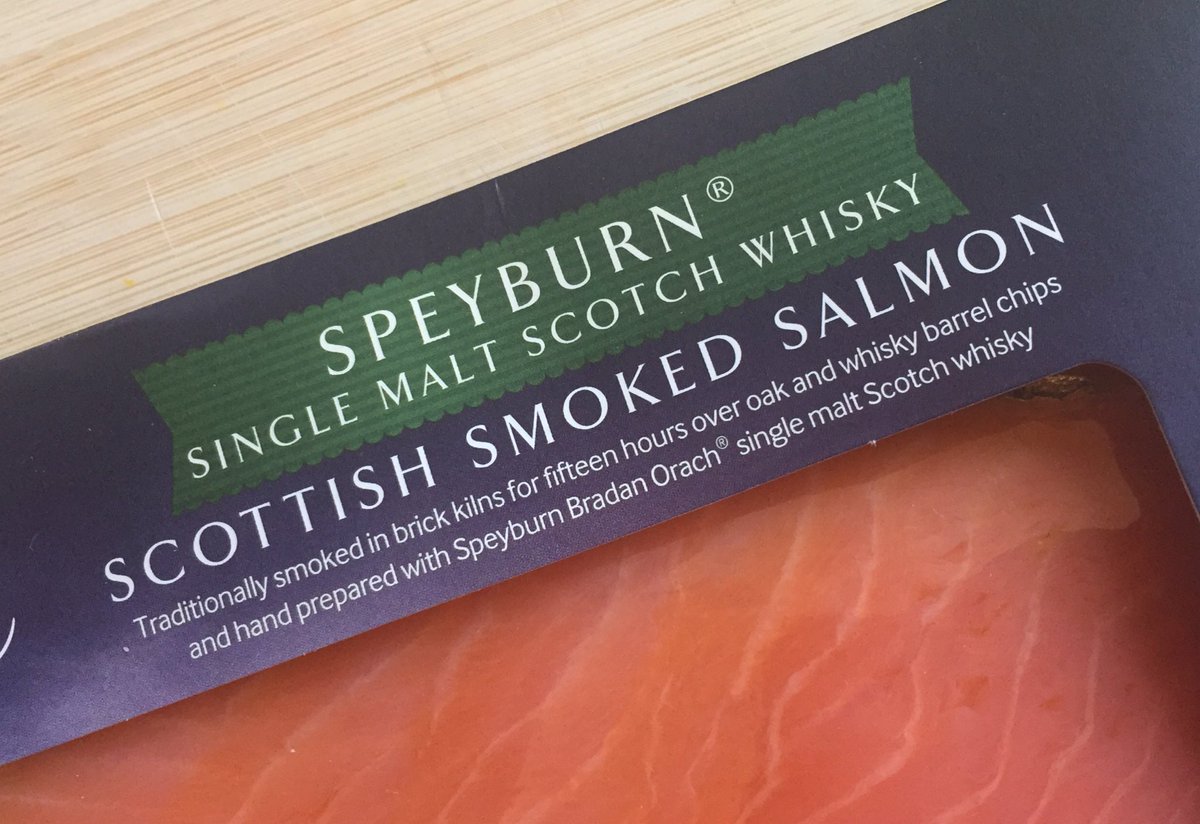 SPEYBURN®
SINGLE MALT SCOTCH WHISKY
SCOTTISH SMOKED SALMON
Traditionally smoked in brick kilns for fifteen hours over oak and whisky barrel chips
and hand prepared with Speyburn Bradan Orach® single malt Scotch whisky